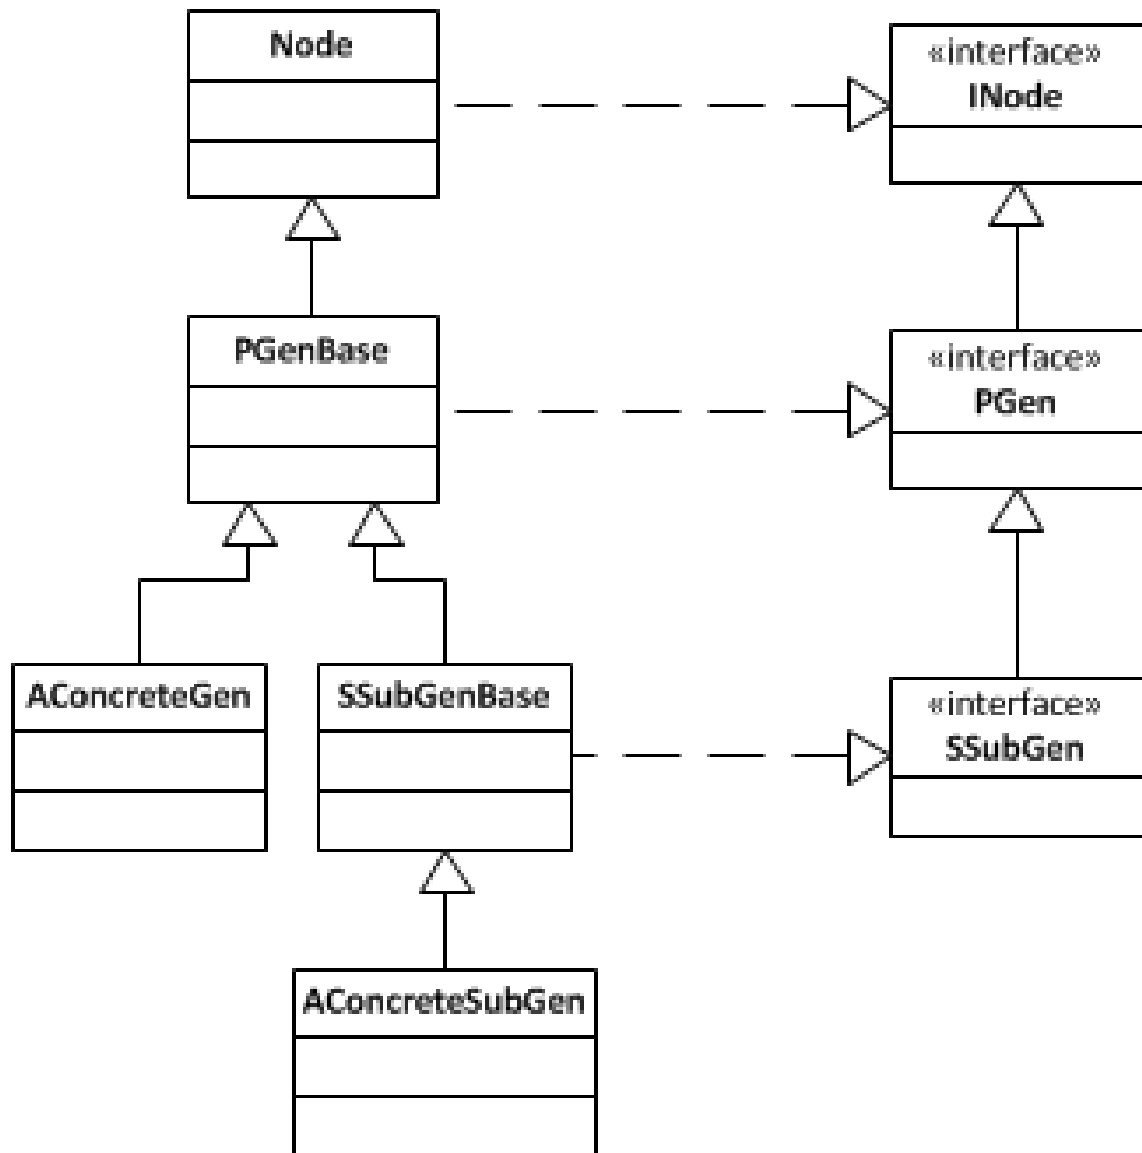 Node
«interface»
INode
PGenBase
«interface»
PGen
AConcreteGen
SSubGenBase
«interface»
SSubGen
AConcreteSubGen